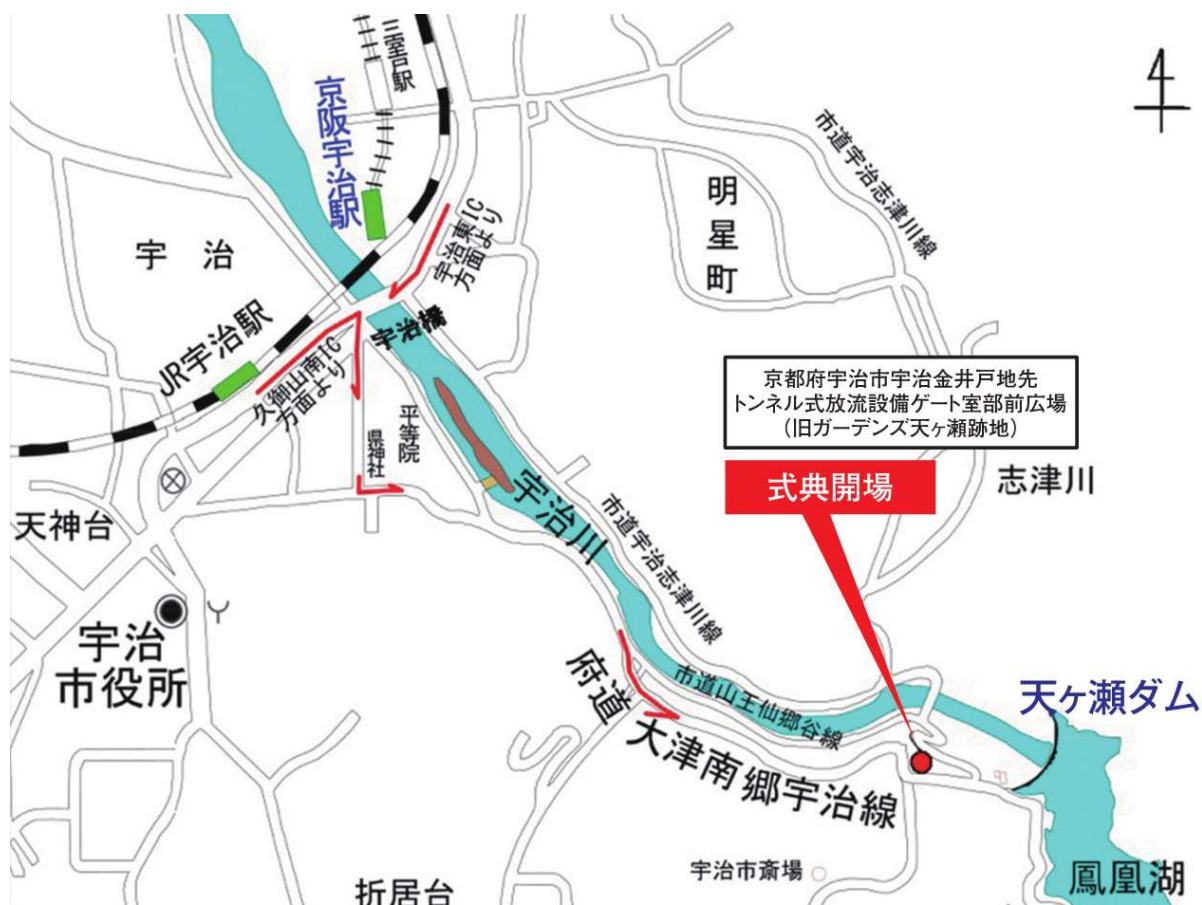 三室戸駅
京阪宇治駅
市道宇治志津川線
明星町
宇治東IC
方面より
宇治
JR宇治駅
宇治橋
久御山南IC
方面より
京都府宇治市宇治金井戸地先
トンネル式放流設備ゲート室部前広場
(旧ガーデンズ天ヶ瀬跡地)
式典開場
志津川
平等院
県神社
宇治川
天神台
市道宇治志津川線
宇治
市役所
府道
大津南郷宇治線
市道山王仙郷谷線
天ヶ瀬ダム
宇治市斎場
折居台
鳳凰湖